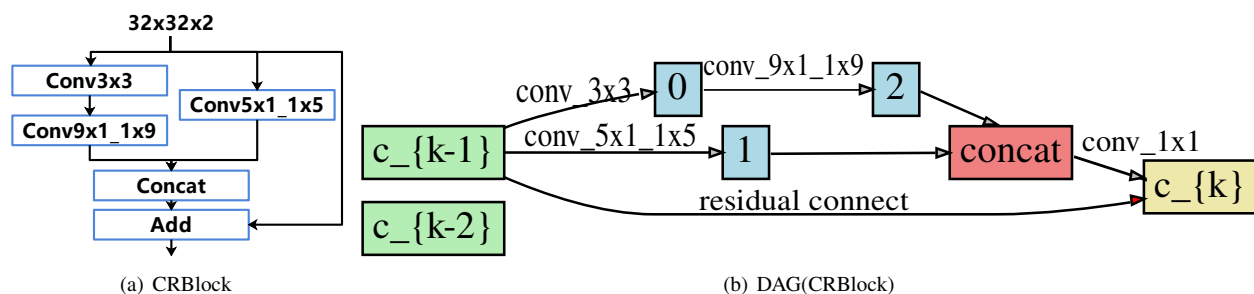 32x32x2
Conv3x3
Conv5x1_1x5
Conv9x1_1x9
Concat
Add
(a) CRBlock
conv_3x3
0
conv_9x1_1x9
2
c_{k-1}
conv_5x1_1x5
1
concat
conv_1x1
c_{k}
residual connect
c_{k-2}
(b) DAG(CRBlock)